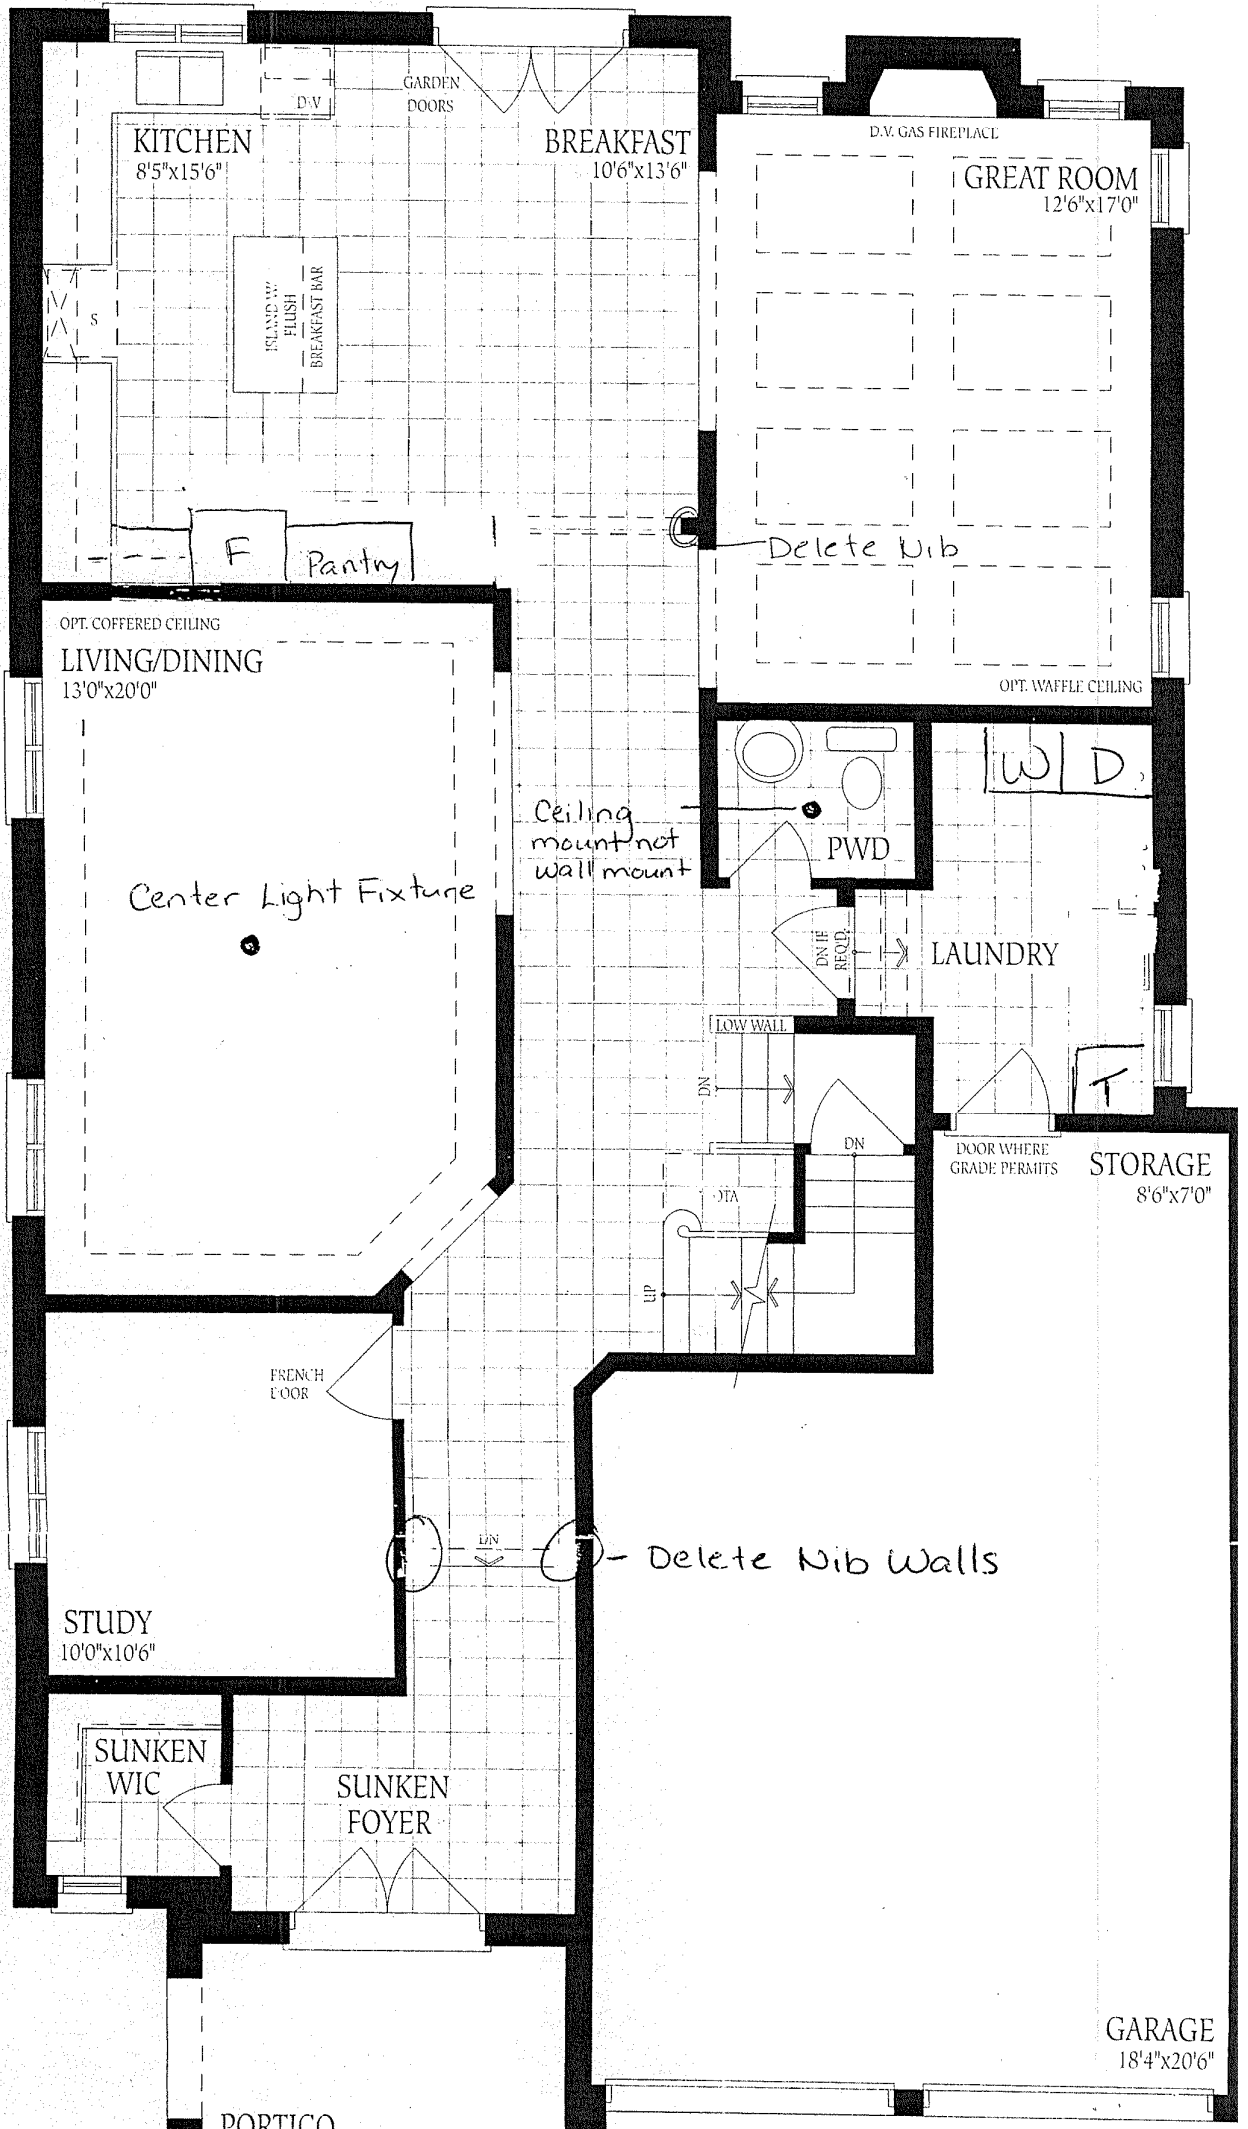 GARDEN
DOORS
D.V
KITCHEN
8'5"x15'6"
BREAKFAST
10'6"x13'6"
D.V. GAS FIREPLACE
GREAT ROOM
12'6"x17'0"
S
ISLAND W/
FLUSH
BREAKFAST BAR
F
Pantry
Delete Nib
OPT. COFFERED CEILING
LIVING/DINING
13'0"x20'0"
OPT. WAFFLE CEILING
W D
Ceiling
mount not
wall mount
PWD
Center Light Fixture
DN IF
REQ'D.
LAUNDRY
LOW WALL
DN
T
DN
DOOR WHERE
GRADE PERMITS
STORAGE
8'6"x7'0"
OTA
UP
FRENCH
DOOR
DN
Delete Nib Walls
STUDY
10'0"x10'6"
SUNKEN
WIC
SUNKEN
FOYER
GARAGE
18'4"x20'6"
PORTICO